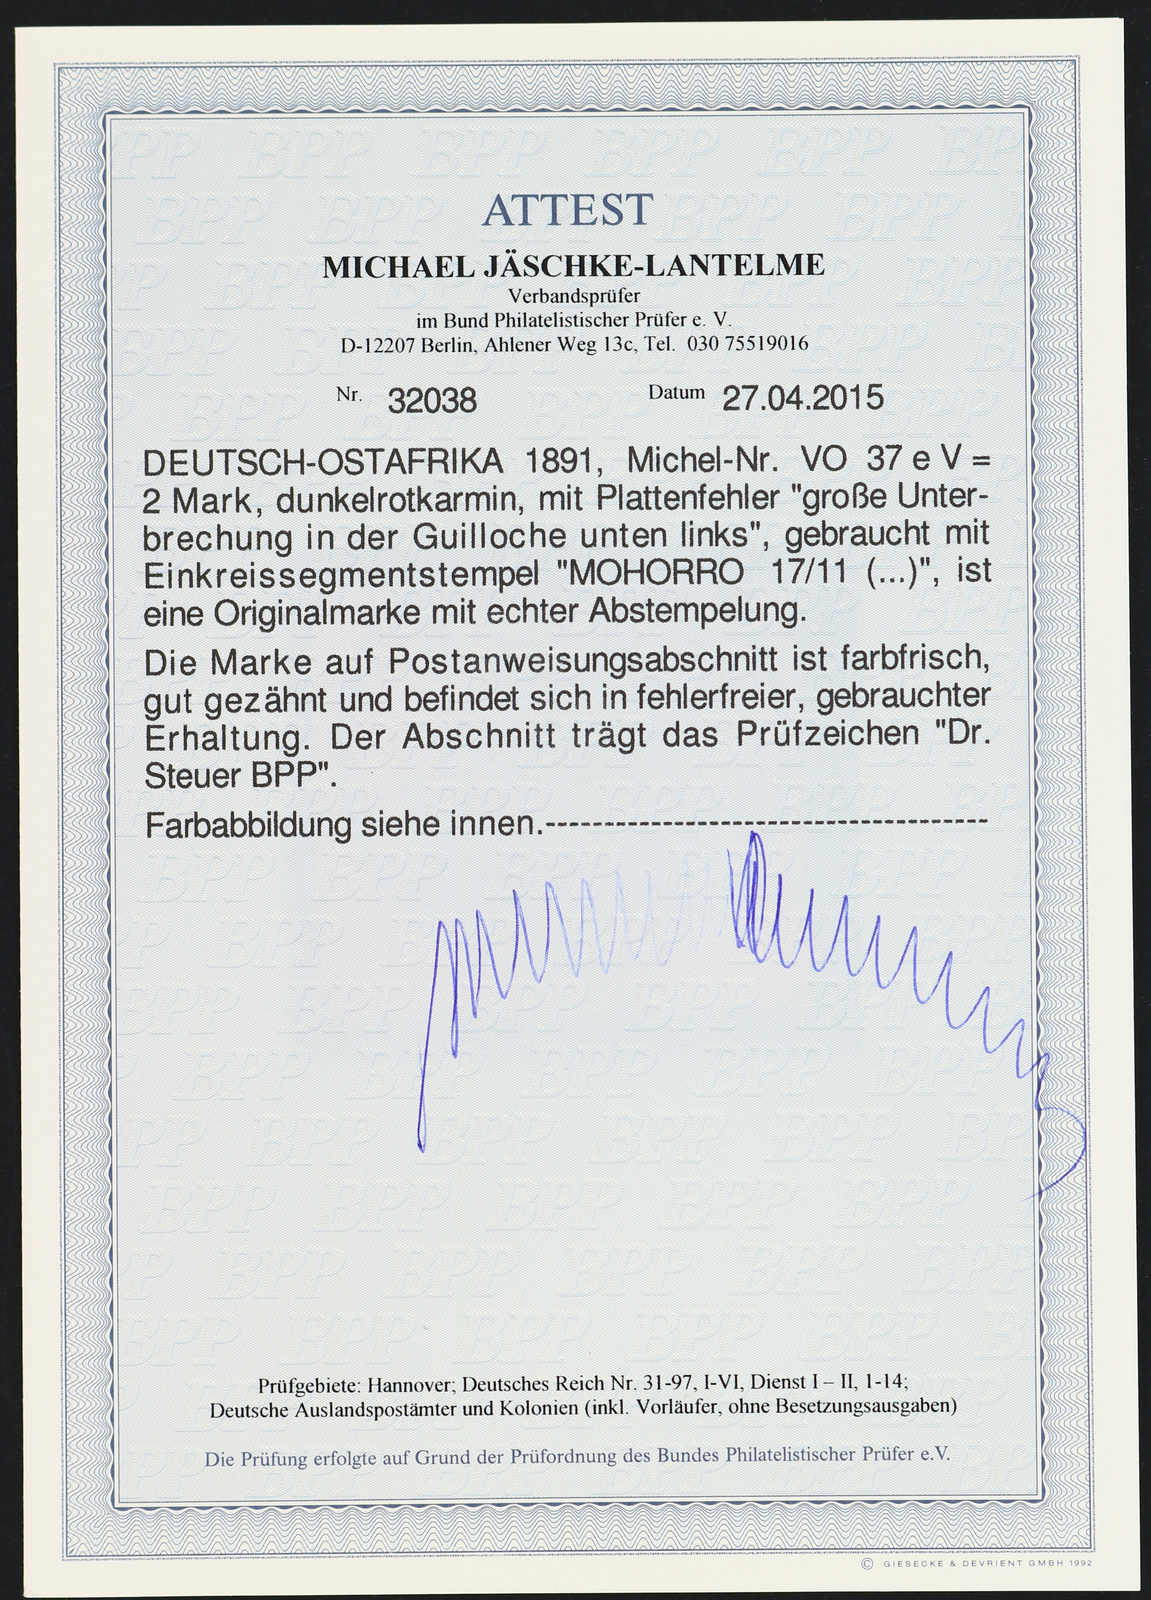 ATTEST
MICHAEL JÄSCHKE-LANTELME
Verbandsprüfer
im Bund Philatelistischer Prüfer e. V.
D-12207 Berlin, Ahlener Weg 13c, Tel. 030 75519016
Nr. 32038 Datum 27.04.2015
DEUTSCH-OSTAFRIKA 1891, Michel-Nr. VO 37 e V =
2 Mark, dunkelrotkarmin, mit Plattenfehler "große Unter-
brechung in der Guilloche unten links", gebraucht mit
Einkreissegmentstempel "MOHORRO 17/11 (...)", ist
eine Originalmarke mit echter Abstempelung.
Die Marke auf Postanweisungsabschnitt ist farbfrisch,
gut gezähnt und befindet sich in fehlerfreier, gebrauchter
Erhaltung. Der Abschnitt trägt das Prüfzeichen "Dr.
Steuer BPP".
Farbabbildung siehe innen.-------------------------------------
Prüfgebiete: Hannover; Deutsches Reich Nr. 31-97, I-VI, Dienst I – II, 1-14;
Deutsche Auslandspostämter und Kolonien (inkl. Vorläufer, ohne Besetzungsausgaben)
Die Prüfung erfolgte auf Grund der Prüfordnung des Bundes Philatelistischer Prüfer e.V.
© GIESECKE & DEVRIENT GMBH 1992